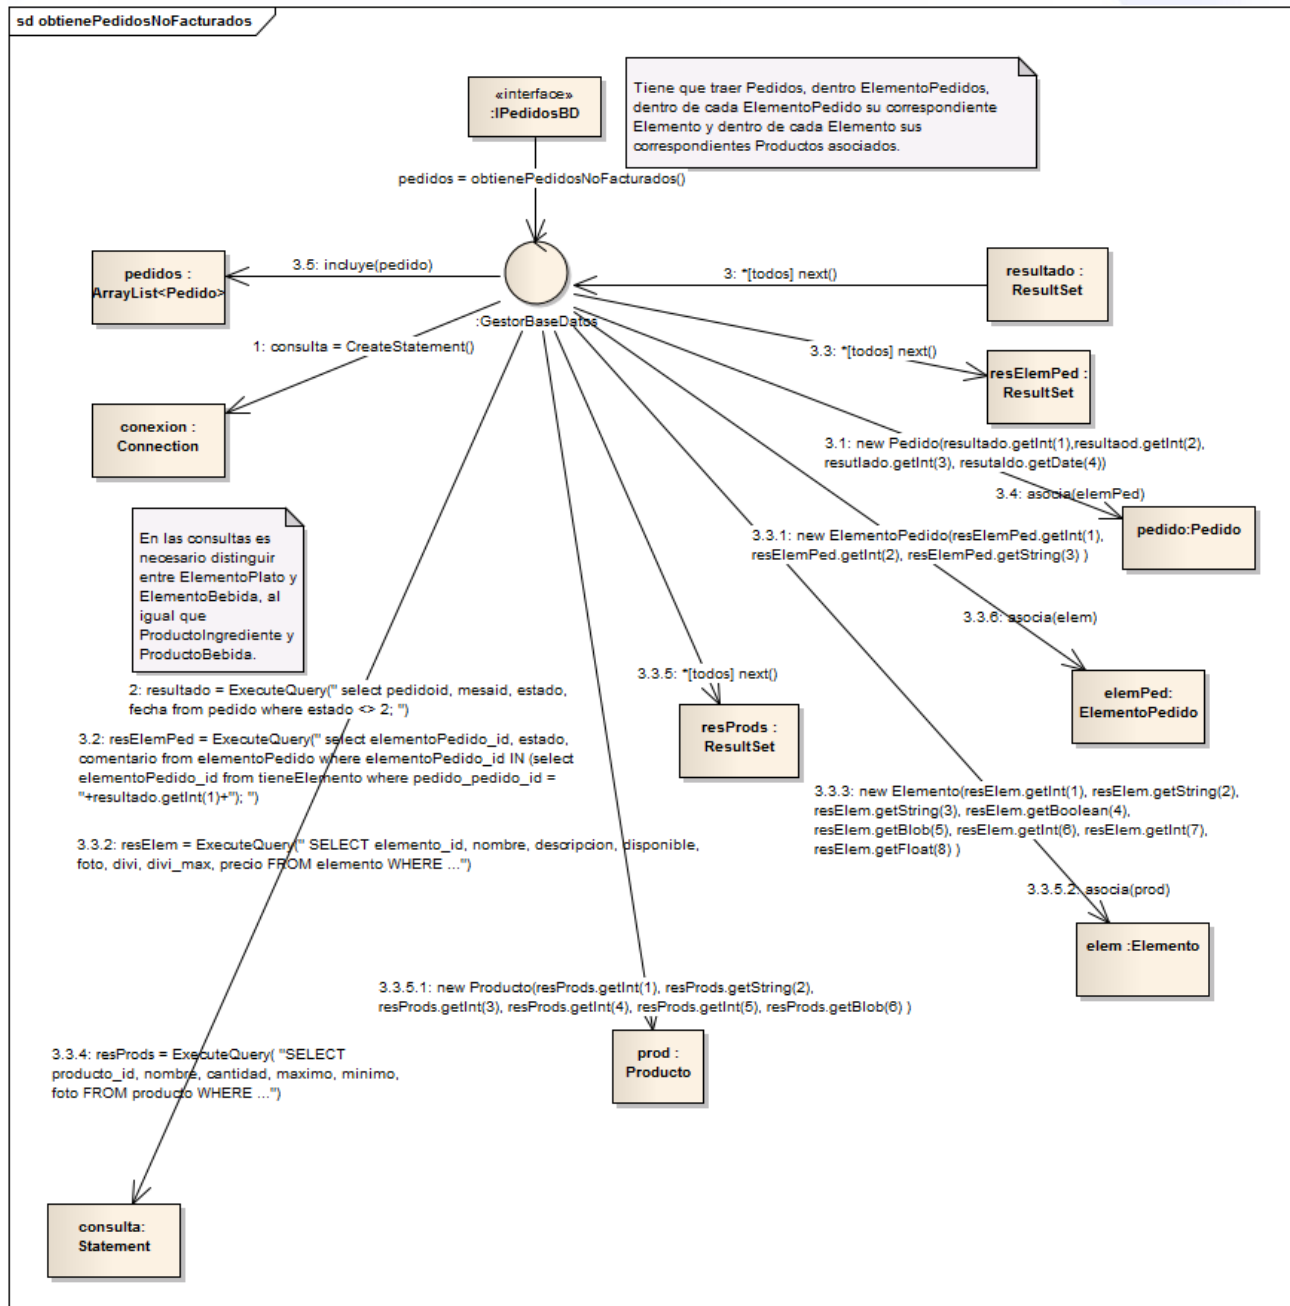 sd obtienePedidosNoFacturados
«interface»
:IPedidosBD
Tiene que traer Pedidos, dentro ElementoPedidos,
dentro de cada ElementoPedido su correspondiente
Elemento y dentro de cada Elemento sus
correspondientes Productos asociados.
pedidos = obtienePedidosNoFacturados()
pedidos :
ArrayList<Pedido>
3.5: incluye(pedido)
3: *[todos] next()
resultado :
ResultSet
:GestorBaseDatos
1: consulta = CreateStatement()
3.3: *[todos] next()
resElemPed :
ResultSet
conexion :
Connection
3.1: new Pedido(resultado.getInt(1),resultaod.getInt(2),
resutlado.getInt(3), resutaldo.getDate(4))
3.4: asocia(elemPed)
pedido:Pedido
En las consultas es
necesario distinguir
entre ElementoPlato y
ElementoBebida, al
igual que
ProductoIngrediente y
ProductoBebida.
3.3.1: new ElementoPedido(resElemPed.getInt(1),
resElemPed.getInt(2), resElemPed.getString(3) )
3.3.6: asocia(elem)
elemPed:
ElementoPedido
3.3.5: *[todos] next()
resProds :
ResultSet
2: resultado = ExecuteQuery(" select pedidoid, mesaid, estado,
fecha from pedido where estado <> 2; ")
3.2: resElemPed = ExecuteQuery(" select elementoPedido_id, estado,
comentario from elementoPedido where elementoPedido_id IN (select
elementoPedido_id from tieneElemento where pedido_pedido_id =
"+resultado.getInt(1)+"); ")
3.3.2: resElem = ExecuteQuery(" SELECT elemento_id, nombre, descripcion, disponible,
foto, divi, divi_max, precio FROM elemento WHERE ...")
3.3.3: new Elemento(resElem.getInt(1), resElem.getString(2),
resElem.getString(3), resElem.getBoolean(4),
resElem.getBlob(5), resElem.getInt(6), resElem.getInt(7),
resElem.getFloat(8) )
3.3.5.2: asocia(prod)
elem :Elemento
3.3.5.1: new Producto(resProds.getInt(1), resProds.getString(2),
resProds.getInt(3), resProds.getInt(4), resProds.getInt(5), resProds.getBlob(6) )
prod :
Producto
3.3.4: resProds = ExecuteQuery( "SELECT
producto_id, nombre, cantidad, maximo, minimo,
foto FROM producto WHERE ...")
consulta:
Statement